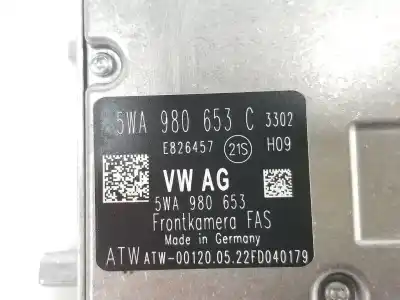 5WA 980 653 C 3302
E826457 21S H09
VW AG
5WA 980 653
Frontkamera FAS
Made in Germany
ATW ATW-00120.05.22FD040179